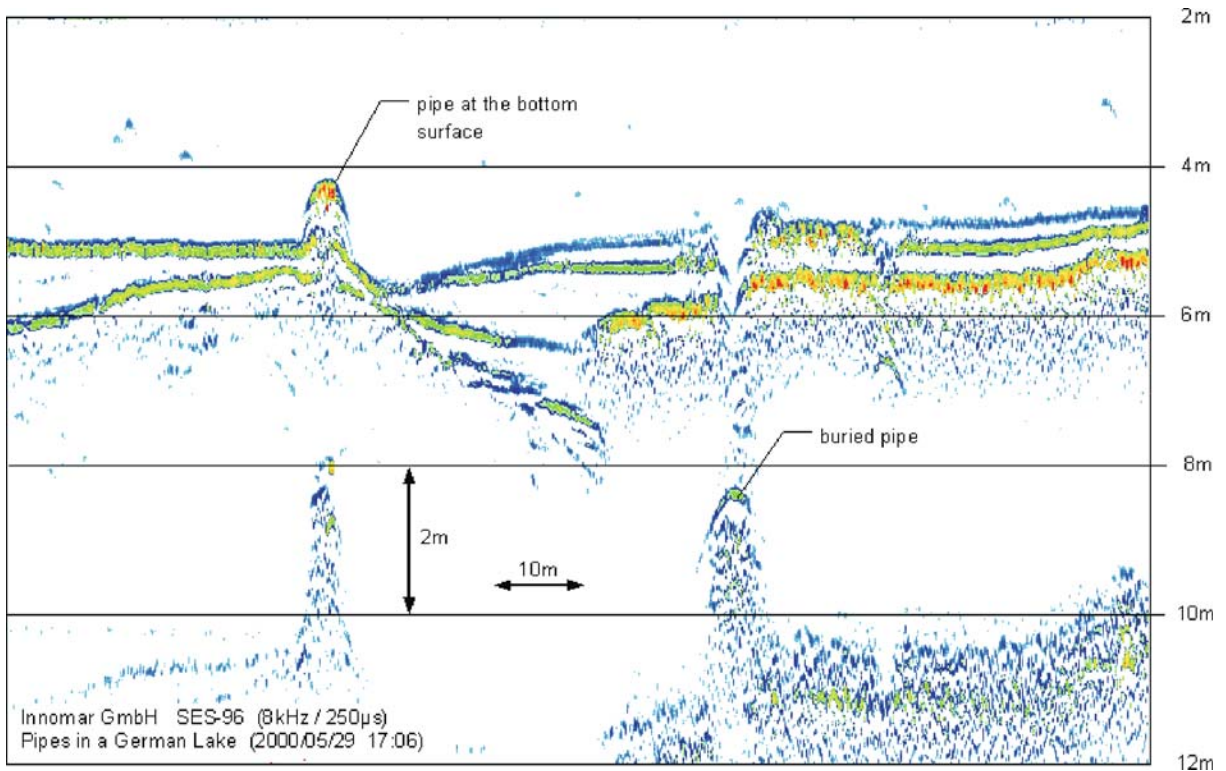 2m
pipe at the bottom
surface
4m
6m
buried pipe
8m
2m
10m
10m
Innomar GmbH SES-96 (8kHz / 250µs)
Pipes in a German Lake (2000/05/29 17:06)
12m